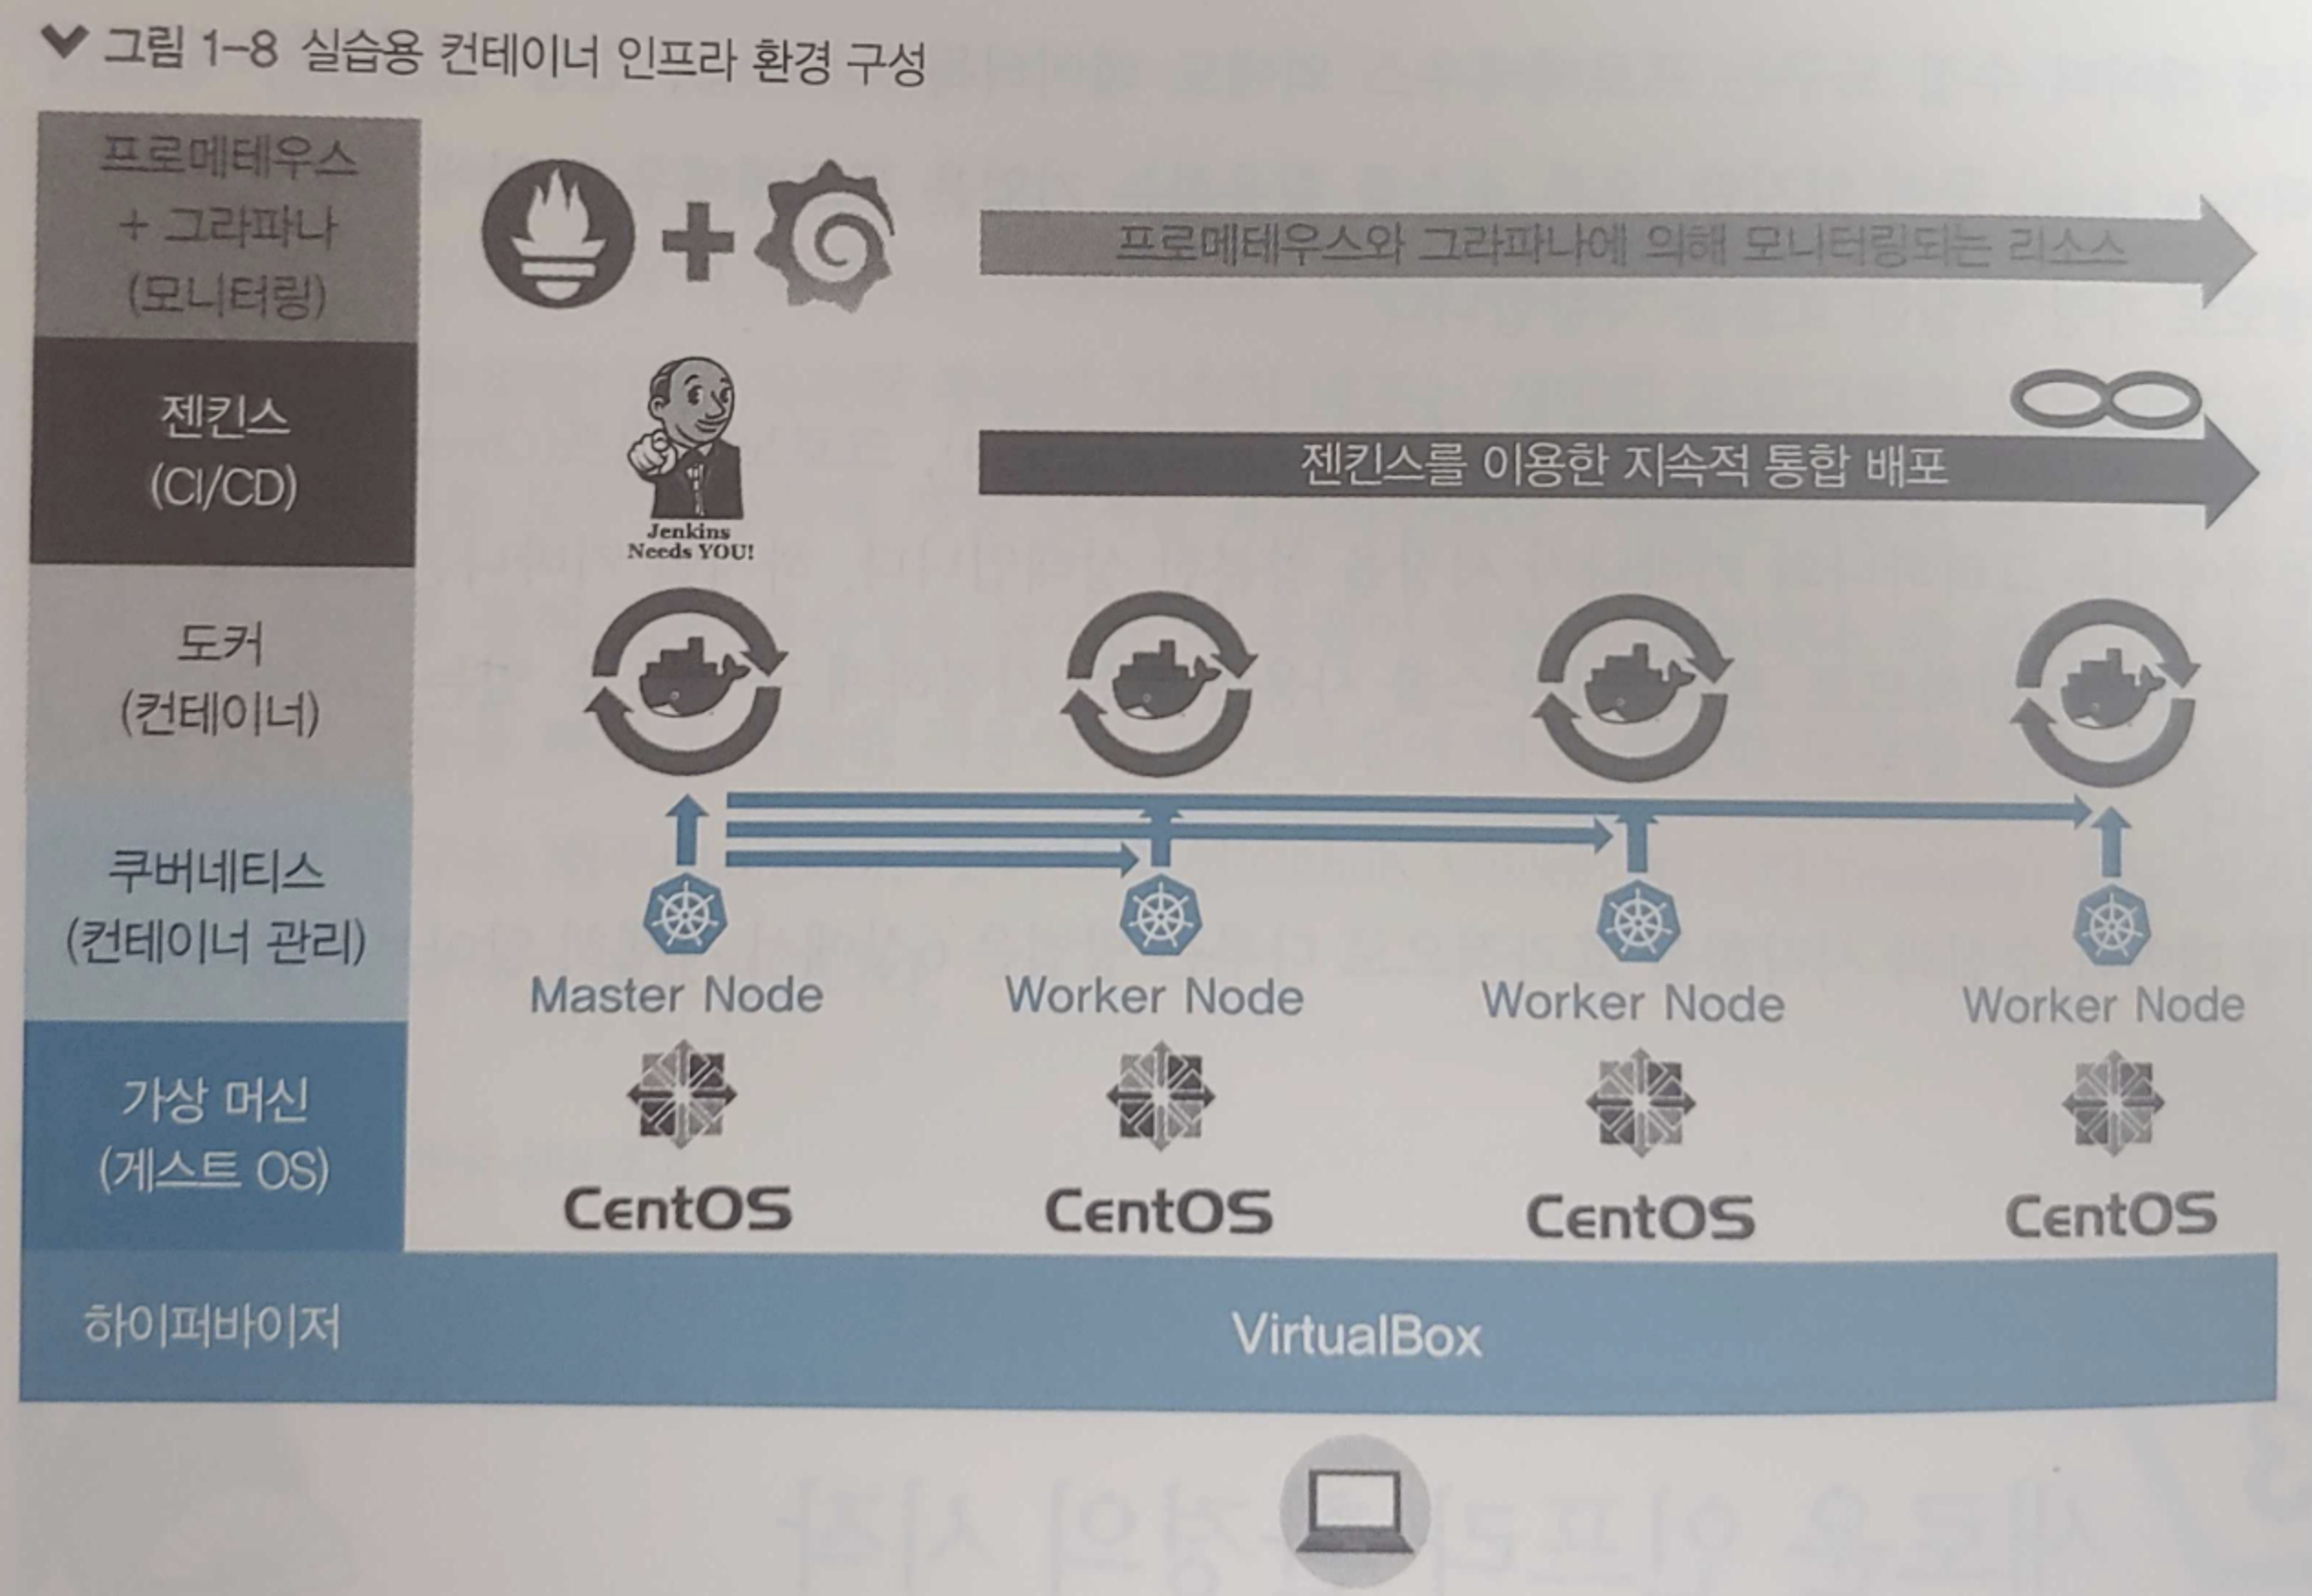 그림 1-8 실습용 컨테이너 인프라 환경 구성
프로메테우스
+ 그라파나
(모니터링)
프로메테우스와 그라파나에 의해 모니터링되는 리소스
젠킨스
(CI/CD)
Jenkins
Needs YOU!
젠킨스를 이용한 지속적 통합 배포
도커
(컨테이너)
쿠버네티스
(컨테이너 관리)
Master Node
Worker Node
Worker Node
Worker Node
가상 머신
(게스트 OS)
CentOS
CentOS
CentOS
CentOS
하이퍼바이저
VirtualBox